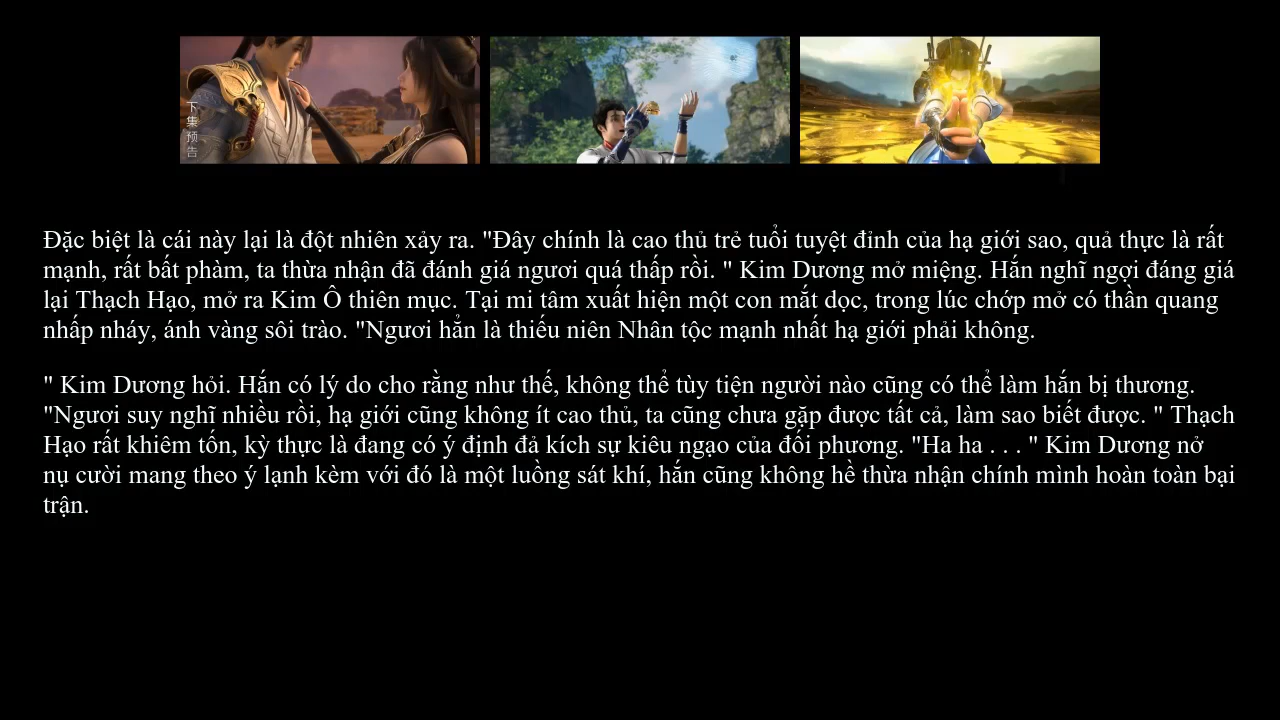 下集预告
Đặc biệt là cái này lại là đột nhiên xảy ra. "Đây chính là cao thủ trẻ tuổi tuyệt đỉnh của hạ giới sao, quả thực là rất
mạnh, rất bất phàm, ta thừa nhận đã đánh giá ngươi quá thấp rồi. " Kim Dương mở miệng. Hắn nghĩ ngợi đáng giá
lại Thạch Hạo, mở ra Kim Ô thiên mục. Tại mi tâm xuất hiện một con mắt dọc, trong lúc chớp mở có thần quang
nhấp nháy, ánh vàng sôi trào. "Ngươi hẳn là thiếu niên Nhân tộc mạnh nhất hạ giới phải không.
" Kim Dương hỏi. Hắn có lý do cho rằng như thế, không thể tùy tiện người nào cũng có thể làm hắn bị thương.
"Ngươi suy nghĩ nhiều rồi, hạ giới cũng không ít cao thủ, ta cũng chưa gặp được tất cả, làm sao biết được. " Thạch
Hạo rất khiêm tốn, kỳ thực là đang có ý định đả kích sự kiêu ngạo của đối phương. "Ha ha . . . " Kim Dương nở
nụ cười mang theo ý lạnh kèm với đó là một luồng sát khí, hắn cũng không hề thừa nhận chính mình hoàn toàn bại
trận.